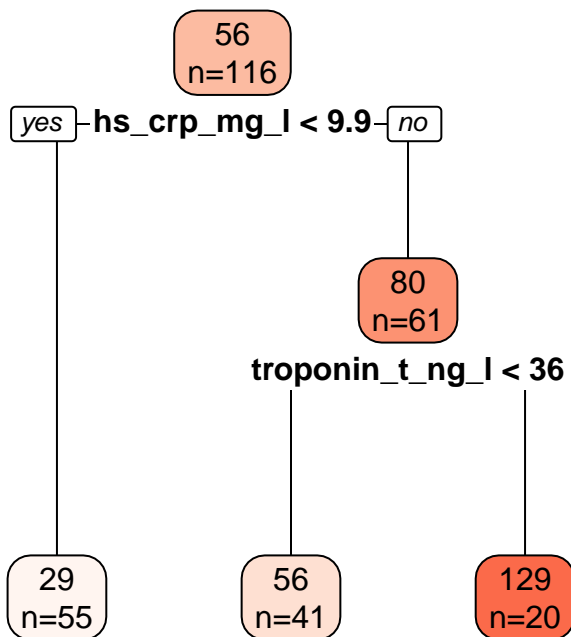 56
n=116
yes hs_crp_mg_l < 9.9 no
80
n=61
troponin_t_ng_l < 36
29
n=55
56
n=41
129
n=20